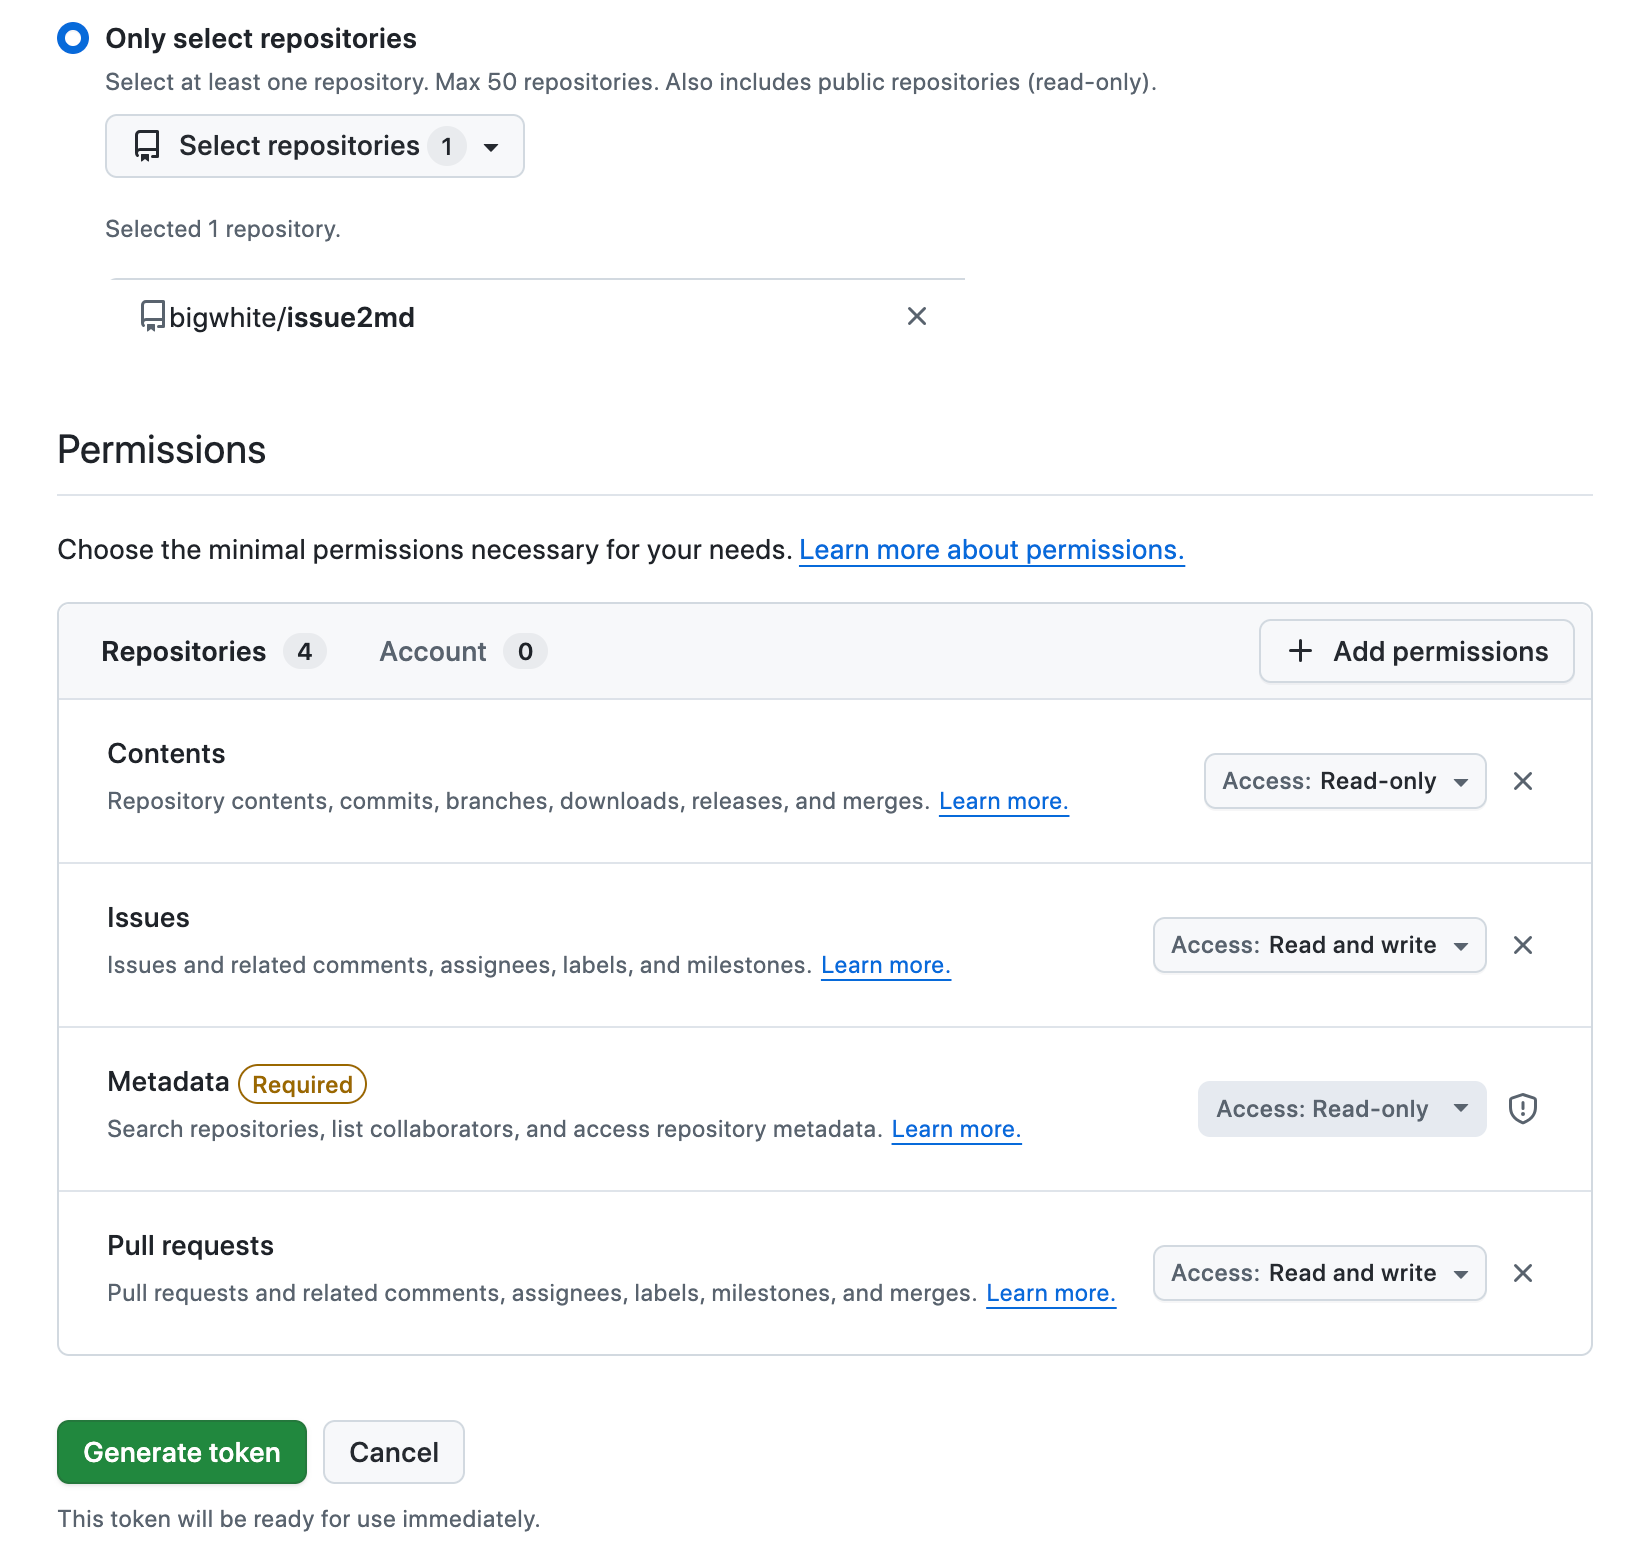 Only select repositories
Select at least one repository. Max 50 repositories. Also includes public repositories (read-only).
Select repositories 1
Selected 1 repository.
bigwhite/issue2md
Permissions
Choose the minimal permissions necessary for your needs. Learn more about permissions.
Repositories 4 Account 0 Add permissions
Contents
Repository contents, commits, branches, downloads, releases, and merges. Learn more.
Access: Read-only
Issues
Issues and related comments, assignees, labels, and milestones. Learn more.
Access: Read and write
Metadata Required
Search repositories, list collaborators, and access repository metadata. Learn more.
Access: Read-only
Pull requests
Pull requests and related comments, assignees, labels, milestones, and merges. Learn more.
Access: Read and write
Generate token Cancel
This token will be ready for use immediately.